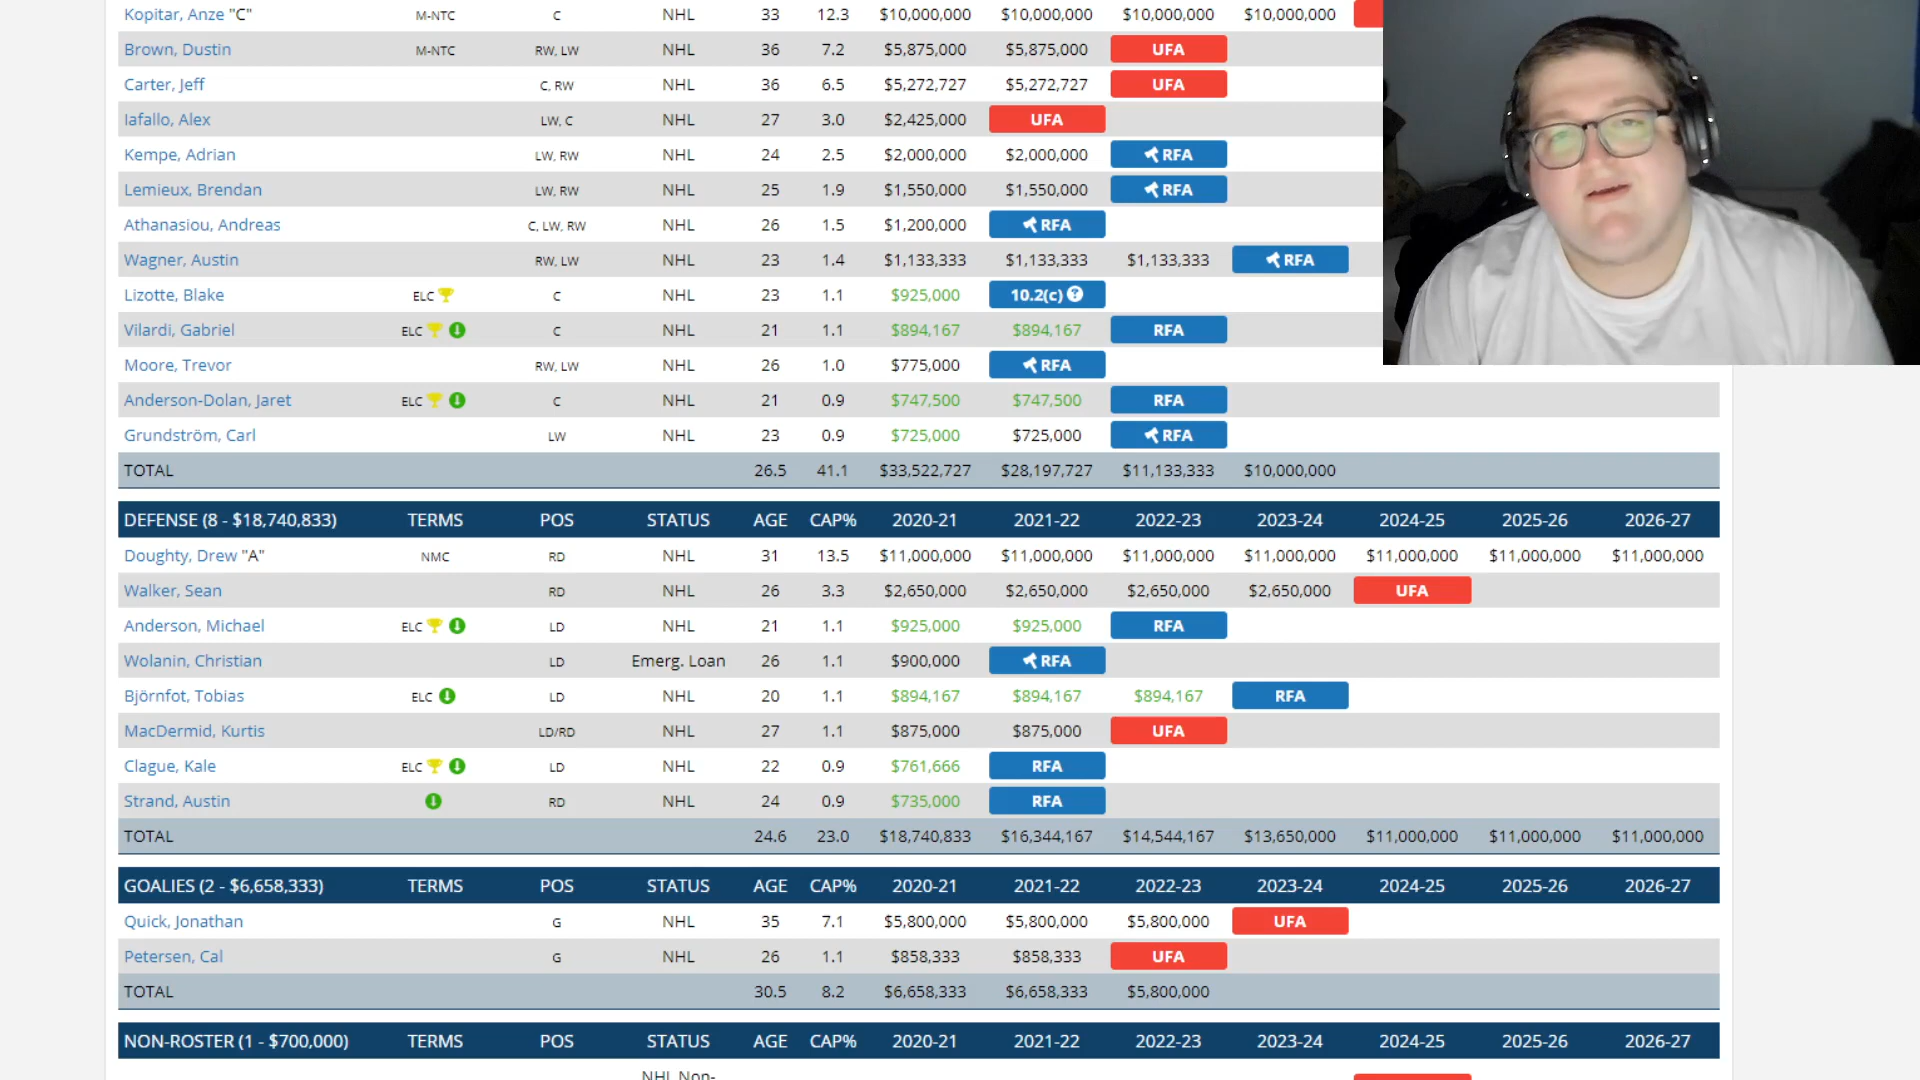 Kopitar, Anze "C" M-NTC C NHL 33 12.3 $10,000,000 $10,000,000 $10,000,000 $10,000,000
Brown, Dustin M-NTC RW, LW NHL 36 7.2 $5,875,000 $5,875,000 UFA
Carter, Jeff C, RW NHL 36 6.5 $5,272,727 $5,272,727 UFA
Iafallo, Alex LW, C NHL 27 3.0 $2,425,000 UFA
Kempe, Adrian LW, RW NHL 24 2.5 $2,000,000 $2,000,000 RFA
Lemieux, Brendan LW, RW NHL 25 1.9 $1,550,000 $1,550,000 RFA
Athanasiou, Andreas C, LW, RW NHL 26 1.5 $1,200,000 RFA
Wagner, Austin RW, LW NHL 23 1.4 $1,133,333 $1,133,333 $1,133,333 RFA
Lizotte, Blake ELC C NHL 23 1.1 $925,000 10.2(c) ?
Vilardi, Gabriel ELC C NHL 21 1.1 $894,167 $894,167 RFA
Moore, Trevor RW, LW NHL 26 1.0 $775,000 RFA
Anderson-Dolan, Jaret ELC C NHL 21 0.9 $747,500 $747,500 RFA
Grundström, Carl LW NHL 23 0.9 $725,000 $725,000 RFA
TOTAL 26.5 41.1 $33,522,727 $28,197,727 $11,133,333 $10,000,000
DEFENSE (8 - $18,740,833) TERMS POS STATUS AGE CAP% 2020-21 2021-22 2022-23 2023-24 2024-25 2025-26 2026-27
Doughty, Drew "A" NMC RD NHL 31 13.5 $11,000,000 $11,000,000 $11,000,000 $11,000,000 $11,000,000 $11,000,000 $11,000,000
Walker, Sean RD NHL 26 3.3 $2,650,000 $2,650,000 $2,650,000 $2,650,000 UFA
Anderson, Michael ELC LD NHL 21 1.1 $925,000 $925,000 RFA
Wolanin, Christian LD Emerg. Loan 26 1.1 $900,000 RFA
Björnfot, Tobias ELC LD NHL 20 1.1 $894,167 $894,167 $894,167 RFA
MacDermid, Kurtis LD/RD NHL 27 1.1 $875,000 $875,000 UFA
Clague, Kale ELC LD NHL 22 0.9 $761,666 RFA
Strand, Austin RD NHL 24 0.9 $735,000 RFA
TOTAL 24.6 23.0 $18,740,833 $16,344,167 $14,544,167 $13,650,000 $11,000,000 $11,000,000 $11,000,000
GOALIES (2 - $6,658,333) TERMS POS STATUS AGE CAP% 2020-21 2021-22 2022-23 2023-24 2024-25 2025-26 2026-27
Quick, Jonathan G NHL 35 7.1 $5,800,000 $5,800,000 $5,800,000 UFA
Petersen, Cal G NHL 26 1.1 $858,333 $858,333 UFA
TOTAL 30.5 8.2 $6,658,333 $6,658,333 $5,800,000
NON-ROSTER (1 - $700,000) TERMS POS STATUS AGE CAP% 2020-21 2021-22 2022-23 2023-24 2024-25 2025-26 2026-27
NHL Non-